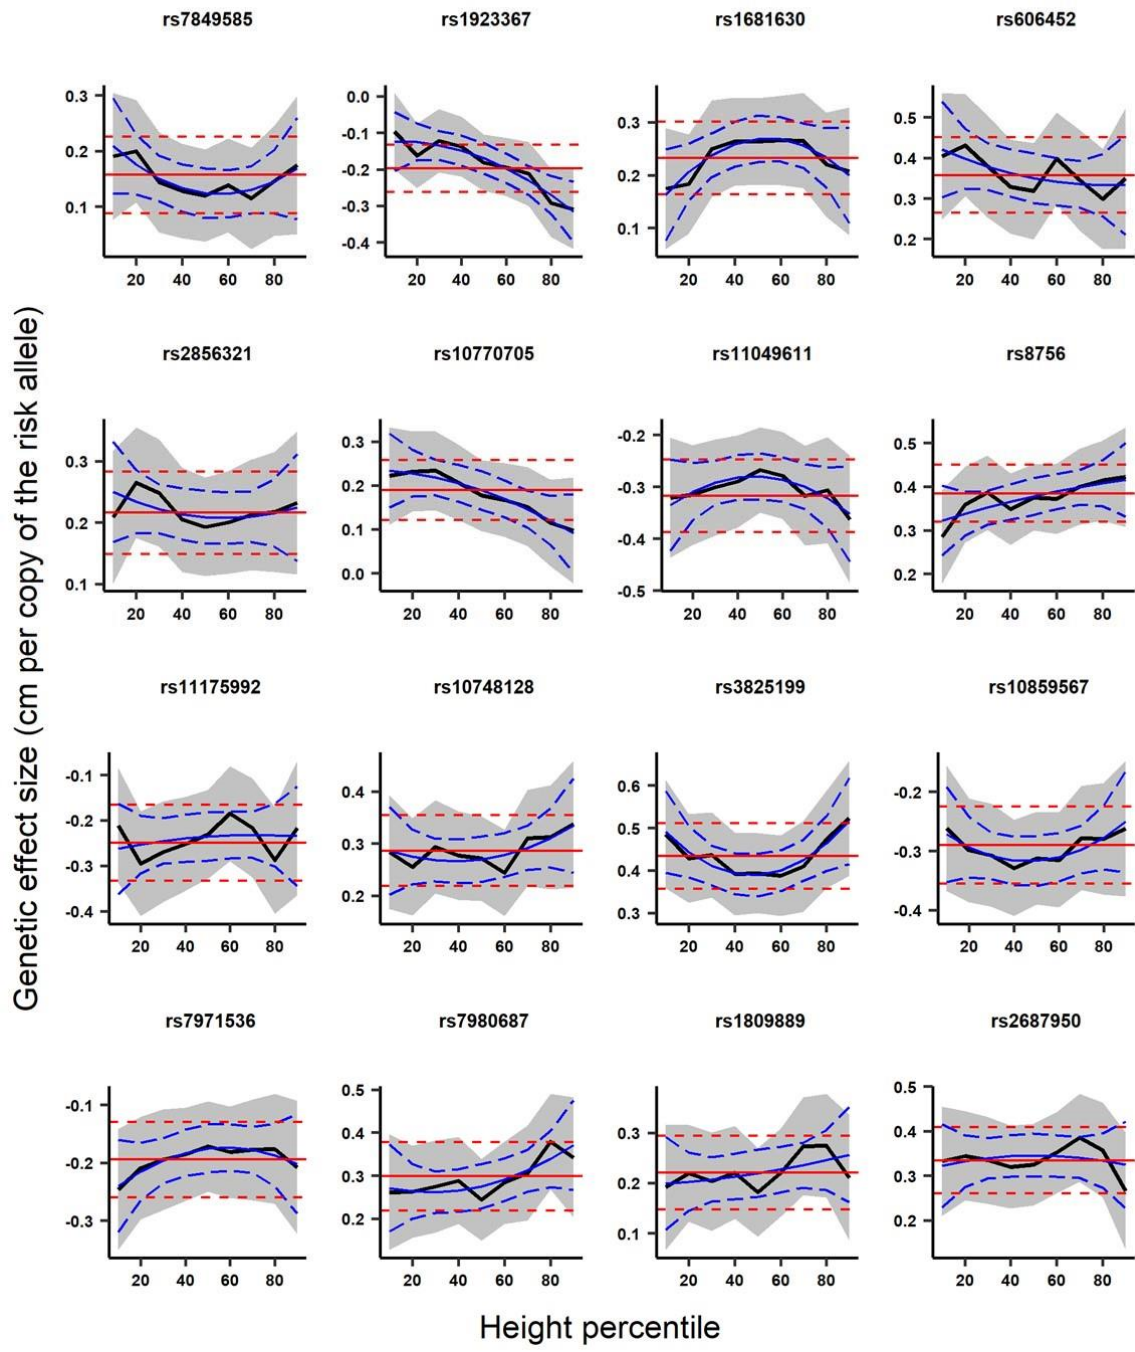 rs7849585 rs1923367 rs1681630 rs606452
0.3 0.2 0.1
0.0 -0.1 -0.2 -0.3 -0.4
0.3 0.2 0.1
0.5 0.4 0.3 0.2
20 40 60 80 20 40 60 80 20 40 60 80 20 40 60 80
rs2856321 rs10770705 rs11049611 rs8756
0.3 0.2 0.1
0.3 0.2 0.1 0.0
-0.2 -0.3 -0.4 -0.5
0.5 0.4 0.3 0.2
20 40 60 80 20 40 60 80 20 40 60 80 20 40 60 80
Genetic effect size (cm per copy of the risk allele)
rs11175992 rs10748128 rs3825199 rs10859567
-0.1 -0.2 -0.3 -0.4
0.4 0.3 0.2
0.6 0.5 0.4 0.3
-0.2 -0.3 -0.4
20 40 60 80 20 40 60 80 20 40 60 80 20 40 60 80
rs7971536 rs7980687 rs1809889 rs2687950
-0.1 -0.2 -0.3
0.5 0.4 0.3 0.2
0.3 0.2 0.1
0.5 0.4 0.3 0.2
20 40 60 80 20 40 60 80 20 40 60 80 20 40 60 80
Height percentile